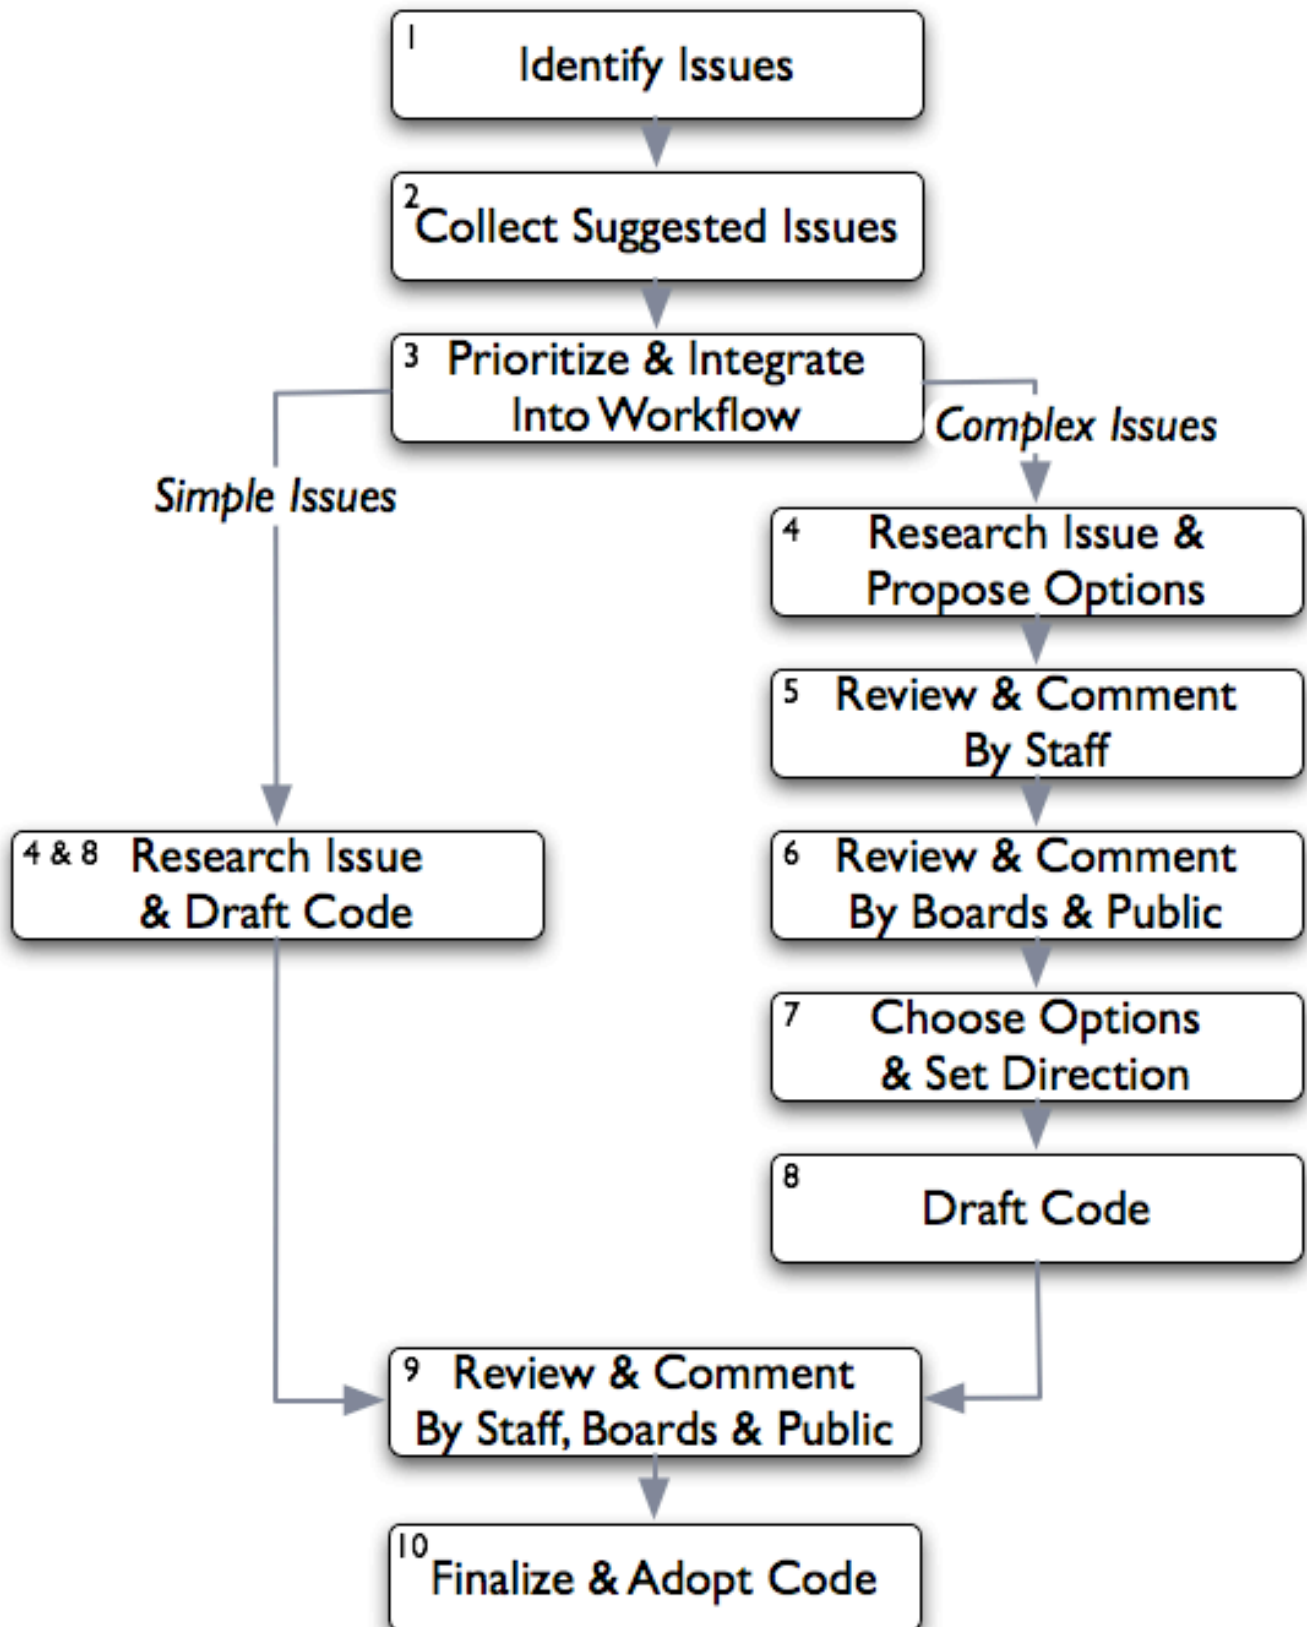 1
Identify Issues
2
Collect Suggested Issues
3
Prioritize & Integrate
Into Workflow
Simple Issues
Complex Issues
4
Research Issue &
Propose Options
5
Review & Comment
By Staff
4 & 8
Research Issue
& Draft Code
6
Review & Comment
By Boards & Public
7
Choose Options
& Set Direction
8
Draft Code
9
Review & Comment
By Staff, Boards & Public
10
Finalize & Adopt Code